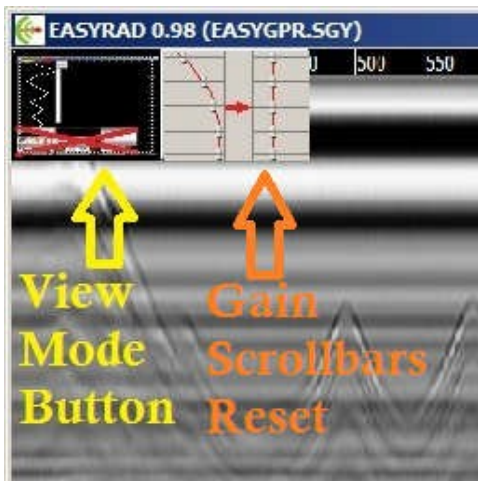 EASYRAD 0.98 (EASYGPR.SGY)
500 550
View
Mode
Button
Gain
Scrollbars
Reset